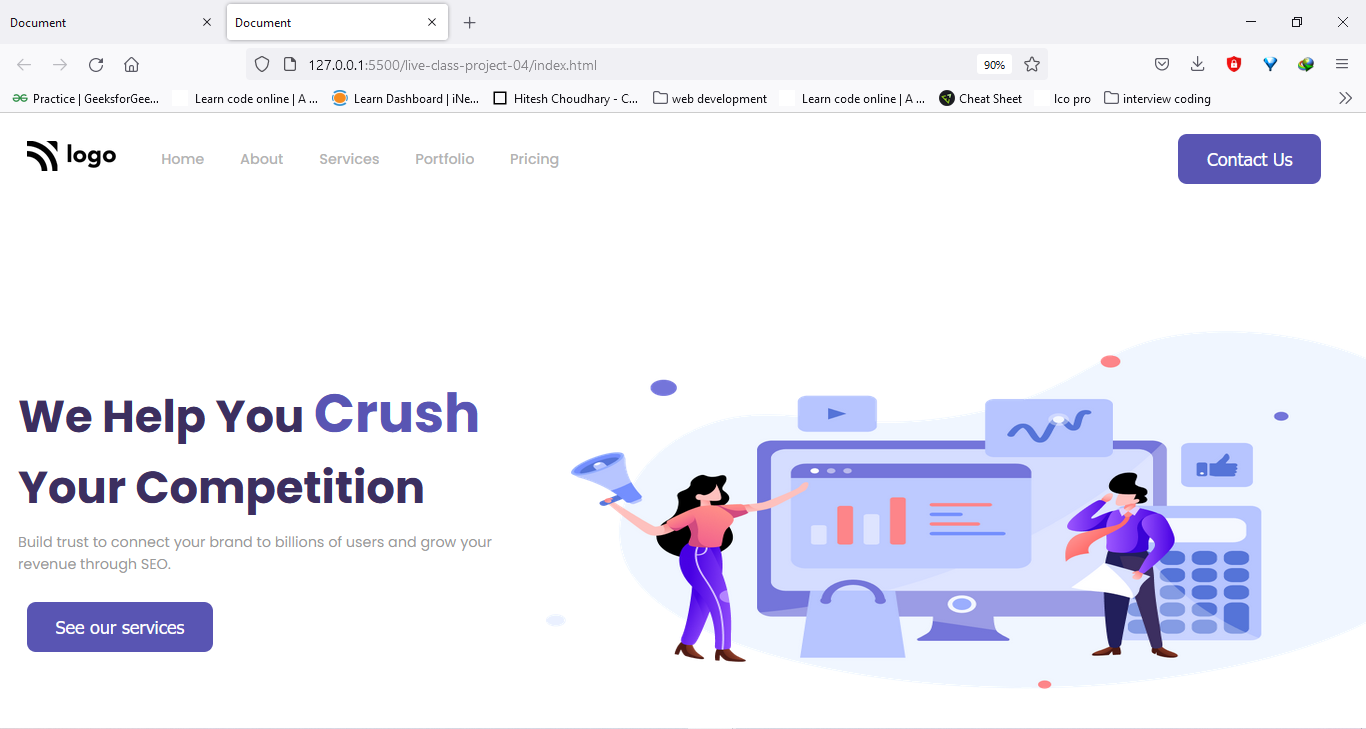 Document
Document
127.0.0.1:5500/live-class-project-04/index.html
90%
Practice | GeeksforGee...
Learn code online | A ...
Learn Dashboard | iNe...
Hitesh Choudhary - C...
web development
Learn code online | A ...
Cheat Sheet
Ico pro
interview coding
logo
Home
About
Services
Portfolio
Pricing
Contact Us
We Help You Crush
Your Competition
Build trust to connect your brand to billions of users and grow your
revenue through SEO.
See our services